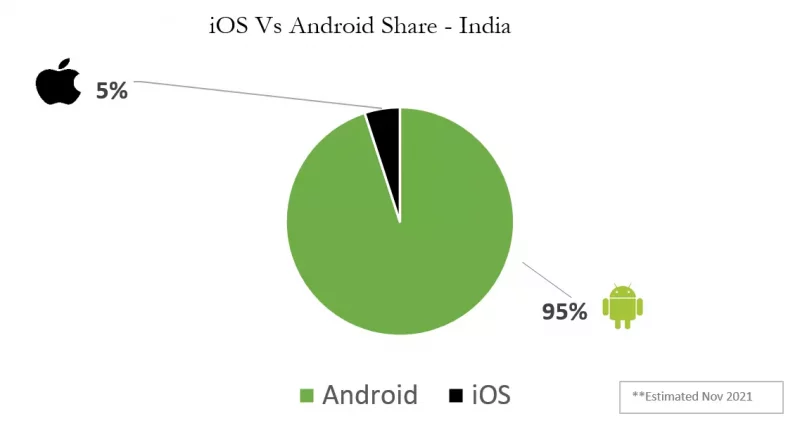 iOS Vs Android Share - India
5%
95%
Android iOS
**Estimated Nov 2021